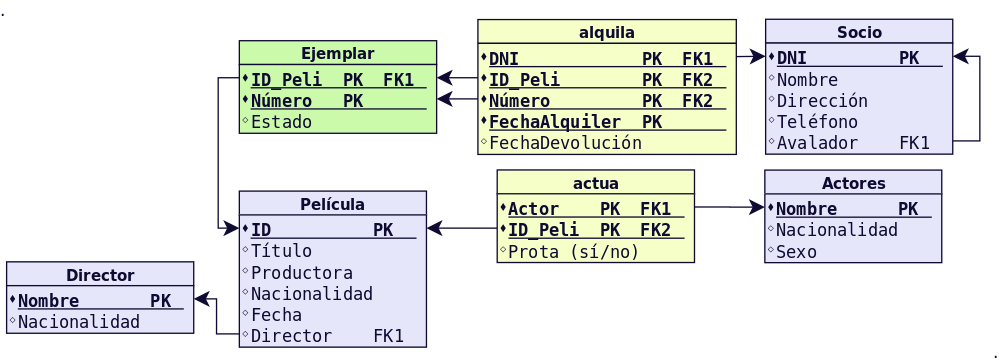 Ejemplar
ID_Peli PK FK1
Número PK
Estado
alquila
DNI PK FK1
ID_Peli PK FK2
Número PK FK2
FechaAlquiler PK
FechaDevolución
Socio
DNI PK
Nombre
Dirección
Teléfono
Avalador FK1
Película
ID PK
Título
Productora
Nacionalidad
Fecha
Director FK1
actua
Actor PK FK1
ID_Peli PK FK2
Prota (sí/no)
Actores
Nombre PK
Nacionalidad
Sexo
Director
Nombre PK
Nacionalidad